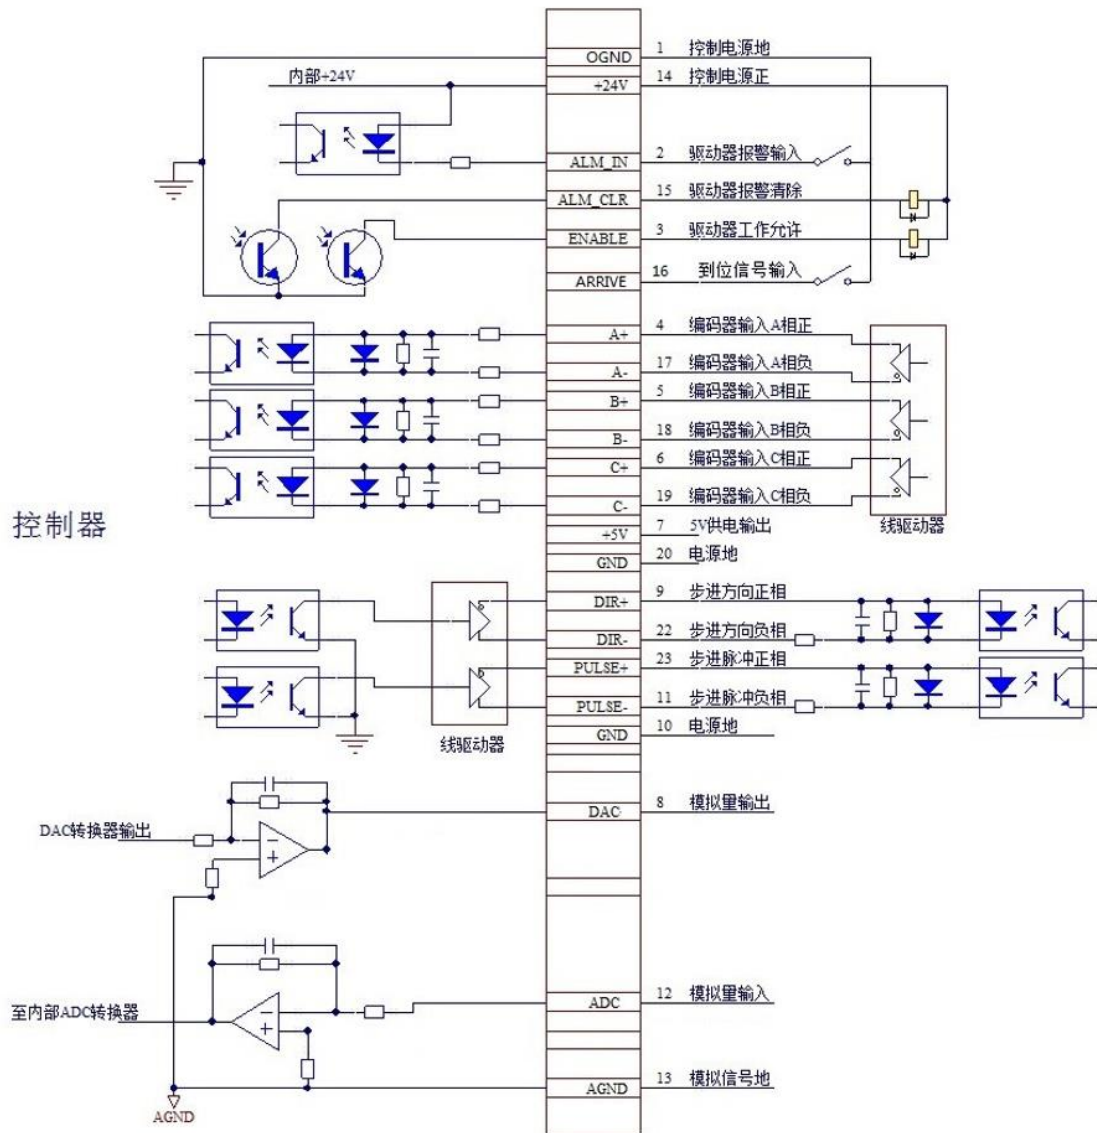 OGND 1 控制电源地
内部+24V +24V 14 控制电源正
ALM_IN 2 驱动器报警输入
ALM_CLR 15 驱动器报警清除
ENABLE 3 驱动器工作允许
ARRIVE 16 到位信号输入
A+ 4 编码器输入A相正
A- 17 编码器输入A相负
B+ 5 编码器输入B相正
B- 18 编码器输入B相负
C+ 6 编码器输入C相正
C- 19 编码器输入C相负
控制器
线驱动器
+5V 7 5V供电输出
GND 20 电源地
DIR+ 9 步进方向正相
DIR- 22 步进方向负相
PULSE+ 23 步进脉冲正相
PULSE- 11 步进脉冲负相
GND 10 电源地
线驱动器
DAC 8 模拟量输出
DAC转换器输出
− +
ADC 12 模拟量输入
至内部ADC转换器
− +
AGND 13 模拟信号地
AGND